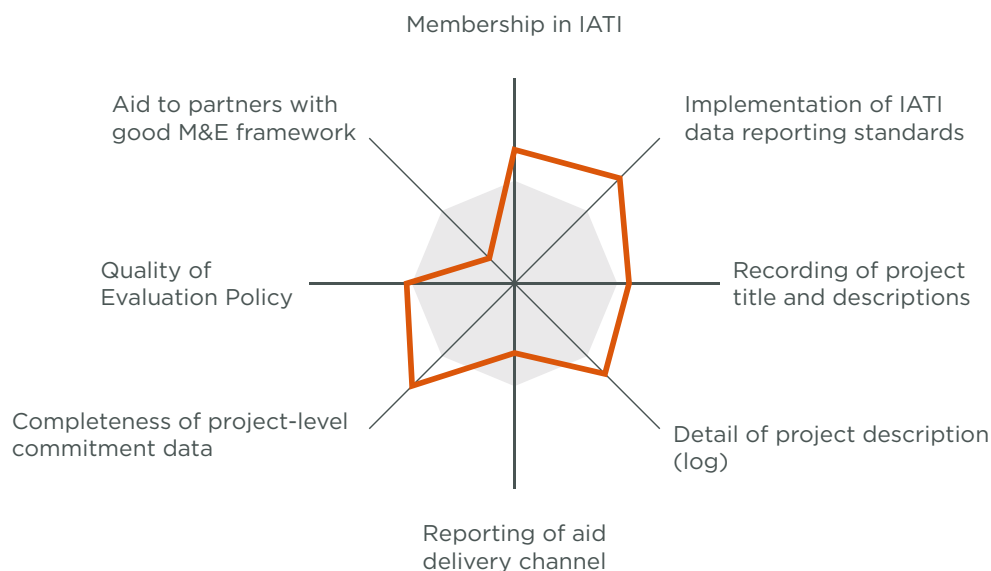 Membership in IATI
Aid to partners with
good M&E framework
Implementation of IATI
data reporting standards
Quality of
Evaluation Policy
Recording of project
title and descriptions
Completeness of project-level
commitment data
Detail of project description
(log)
Reporting of aid
delivery channel